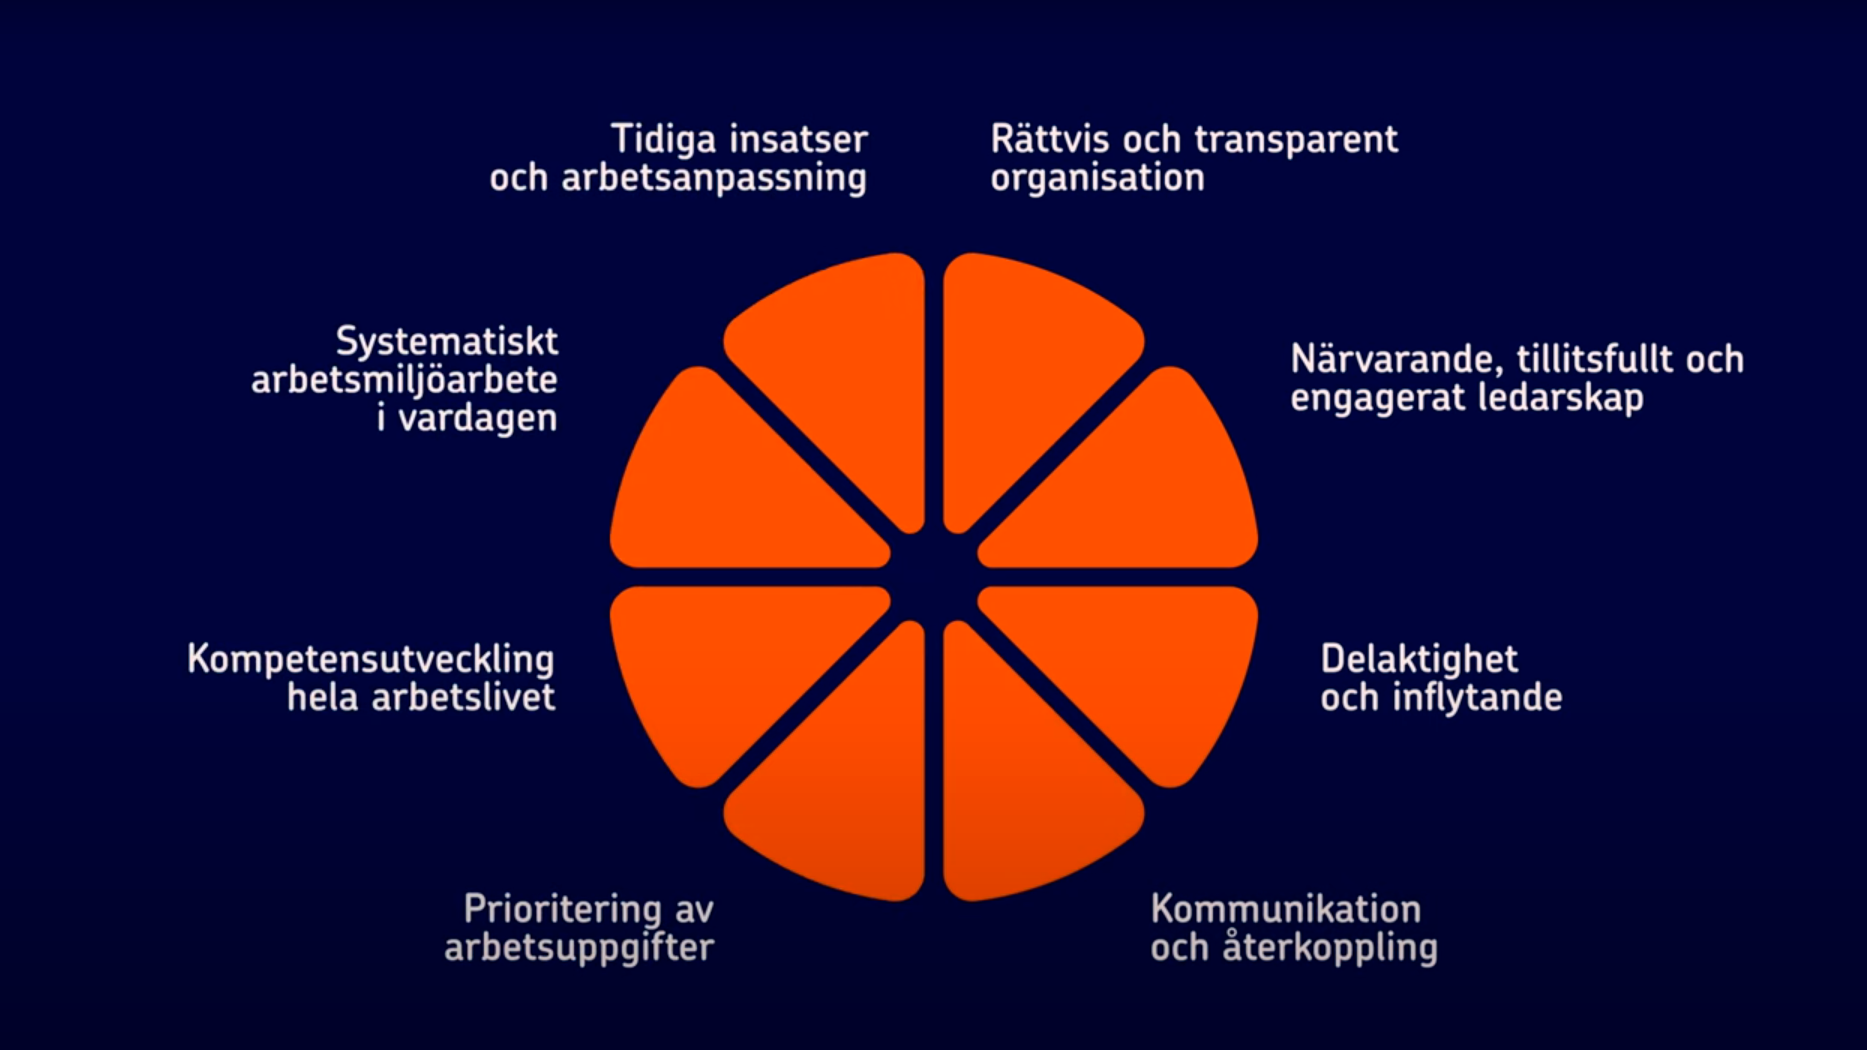 Tidiga insatser
och arbetsanpassning
Rättvis och transparent
organisation
Systematiskt
arbetsmiljöarbete
i vardagen
Närvarande, tillitsfullt och
engagerat ledarskap
Kompetensutveckling
hela arbetslivet
Delaktighet
och inflytande
Prioritering av
arbetsuppgifter
Kommunikation
och återkoppling